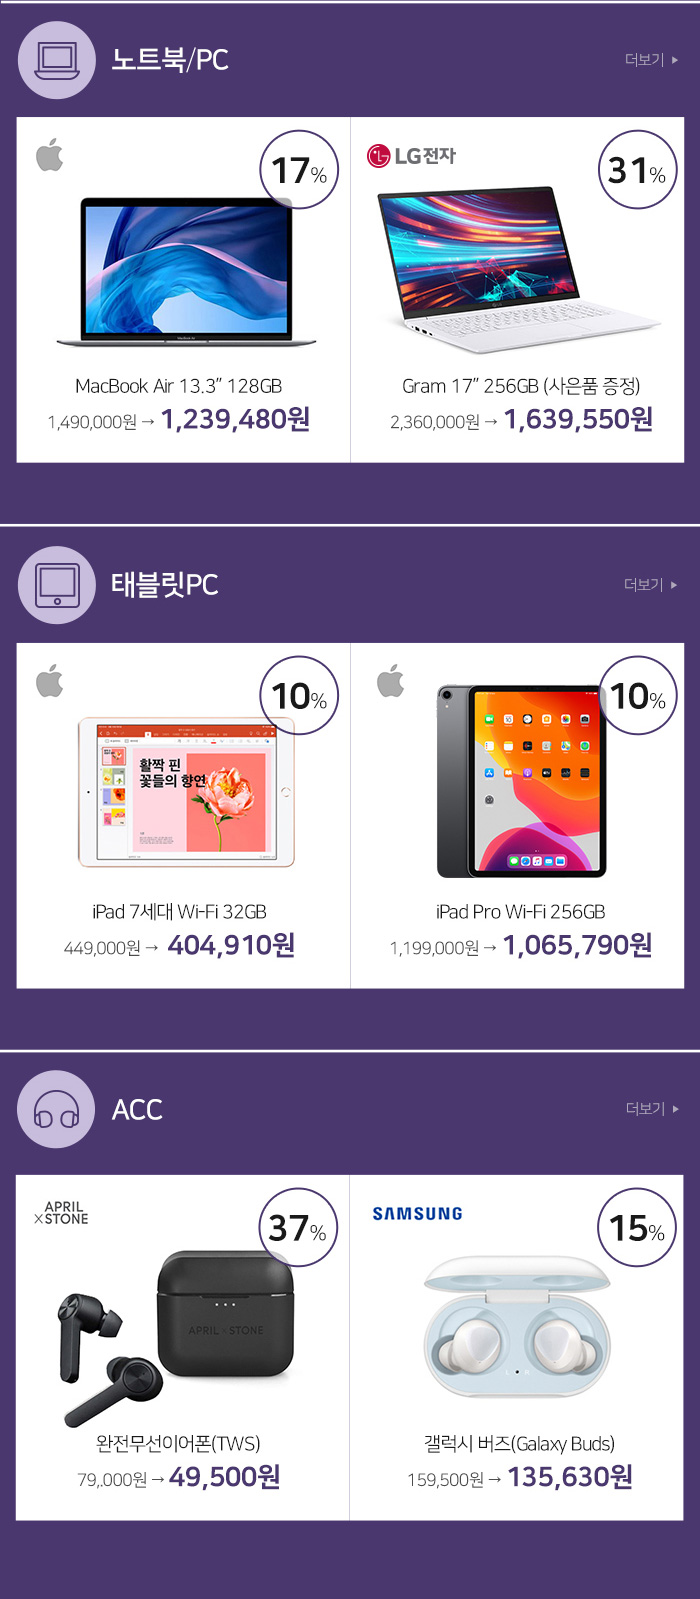 노트북/PC
더보기 ▶
17%
LG전자
31%
MacBook Air 13.3” 128GB
1,490,000원 → 1,239,480원
Gram 17” 256GB (사은품 증정)
2,360,000원 → 1,639,550원
태블릿PC
더보기 ▶
10%
10%
활짝 핀
꽃들의 향연
iPad 7세대 Wi-Fi 32GB
449,000원 → 404,910원
iPad Pro Wi-Fi 256GB
1,199,000원 → 1,065,790원
ACC
더보기 ▶
APRIL
×STONE
37%
SAMSUNG
15%
APRIL × STONE
완전무선이어폰(TWS)
79,000원 → 49,500원
갤럭시 버즈(Galaxy Buds)
159,500원 → 135,630원